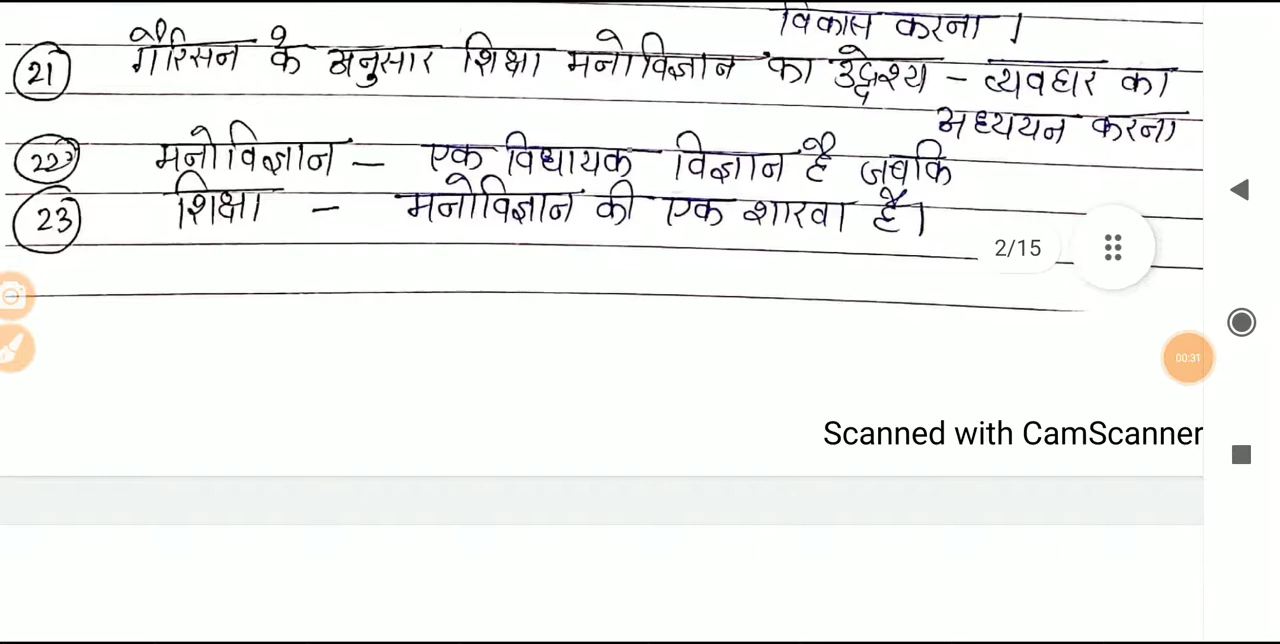 विकास करना ।
21 गैरिसन के अनुसार शिक्षा मनोविज्ञान का उद्देश्य – व्यवहार का
अध्ययन करना
22 मनोविज्ञान – एक विधायक विज्ञान है जबकि
23 शिक्षा – मनोविज्ञान की एक शाखा है।
2/15
00:31
Scanned with CamScanner